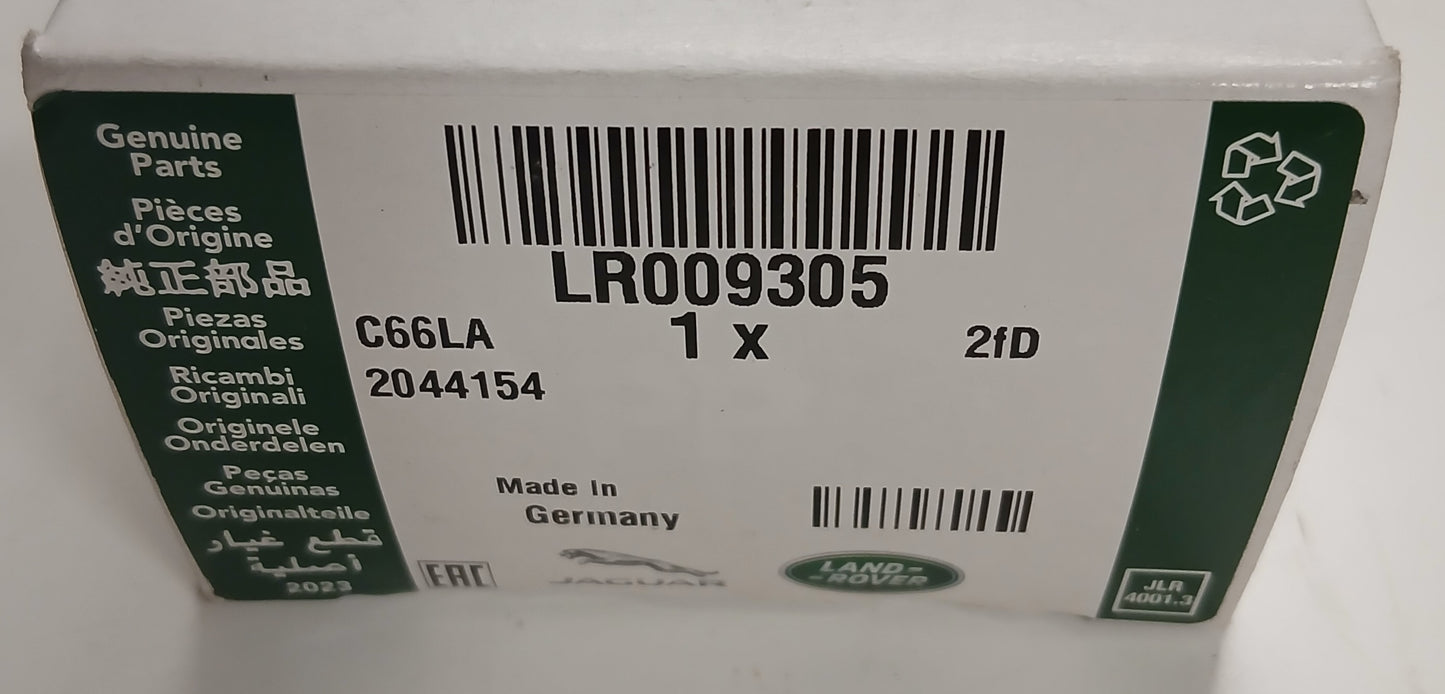 Genuine
Parts
Pièces
d'Origine
純正部品
Piezas
Originales
Ricambi
Originali
Originele
Onderdelen
Peças
Genuinas
Originalteile
قطع غيار
أصلية
2023
LR009305
C66LA
1 x
2fD
2044154
Made in
Germany
EAC
JAGUAR
LAND-
-ROVER
JLR
4001.3